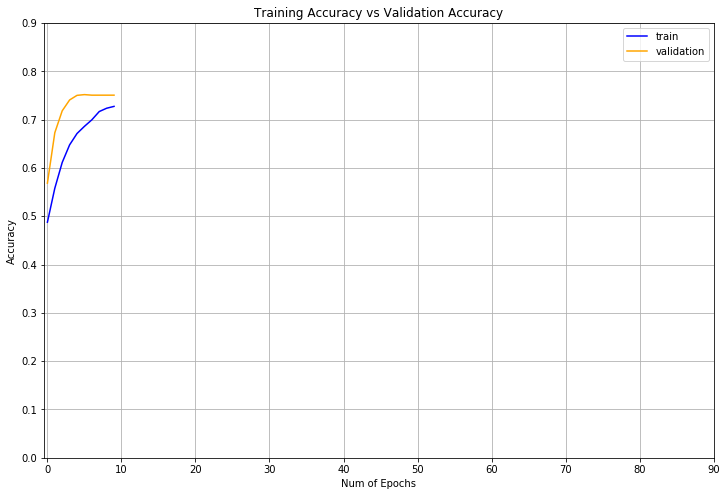 Training Accuracy vs Validation Accuracy
train
validation
Accuracy
0.9
0.8
0.7
0.6
0.5
0.4
0.3
0.2
0.1
0.0
0 10 20 30 40 50 60 70 80 90
Num of Epochs